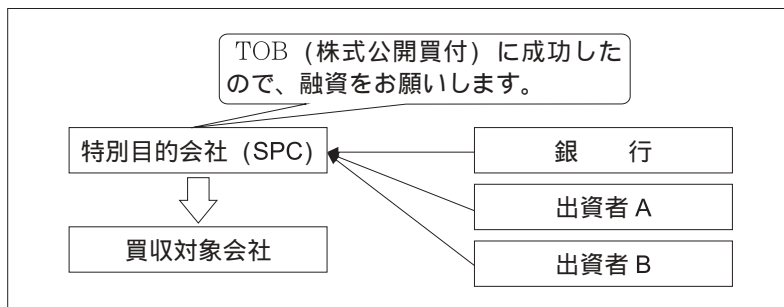 TOB（株式公開買付）に成功した
ので、融資をお願いします。
特別目的会社（SPC）
銀　行
出資者 A
買収対象会社
出資者 B